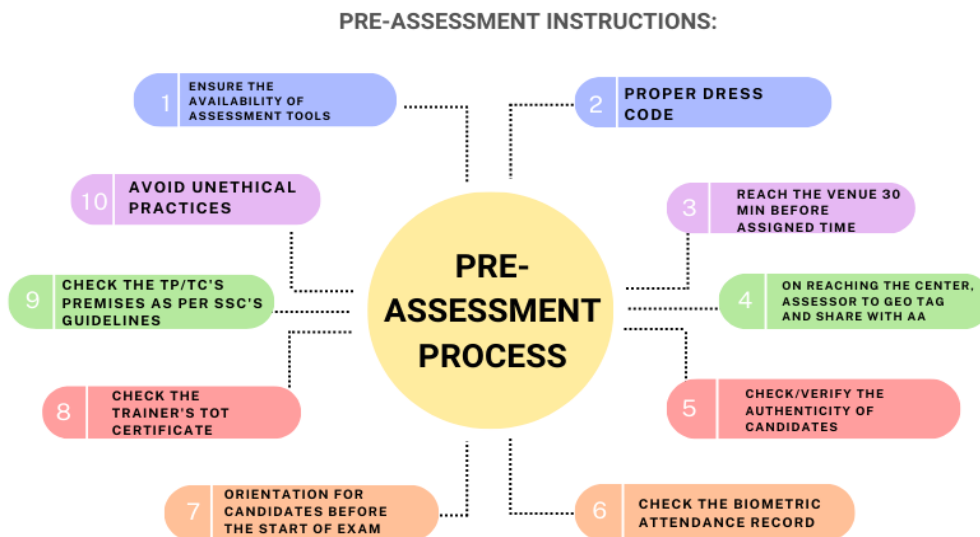 PRE-ASSESSMENT INSTRUCTIONS:
1
ENSURE THE
AVAILABILITY OF
ASSESSMENT TOOLS
2
PROPER DRESS
CODE
3
REACH THE VENUE 30
MIN BEFORE
ASSIGNED TIME
4
ON REACHING THE CENTER,
ASSESSOR TO GEO TAG
AND SHARE WITH AA
5
CHECK/VERIFY THE
AUTHENTICITY OF
CANDIDATES
6
CHECK THE BIOMETRIC
ATTENDANCE RECORD
7
ORIENTATION FOR
CANDIDATES BEFORE
THE START OF EXAM
8
CHECK THE
TRAINER'S TOT
CERTIFICATE
9
CHECK THE TP/TC'S
PREMISES AS PER SSC'S
GUIDELINES
10
AVOID UNETHICAL
PRACTICES
PRE-
ASSESSMENT
PROCESS